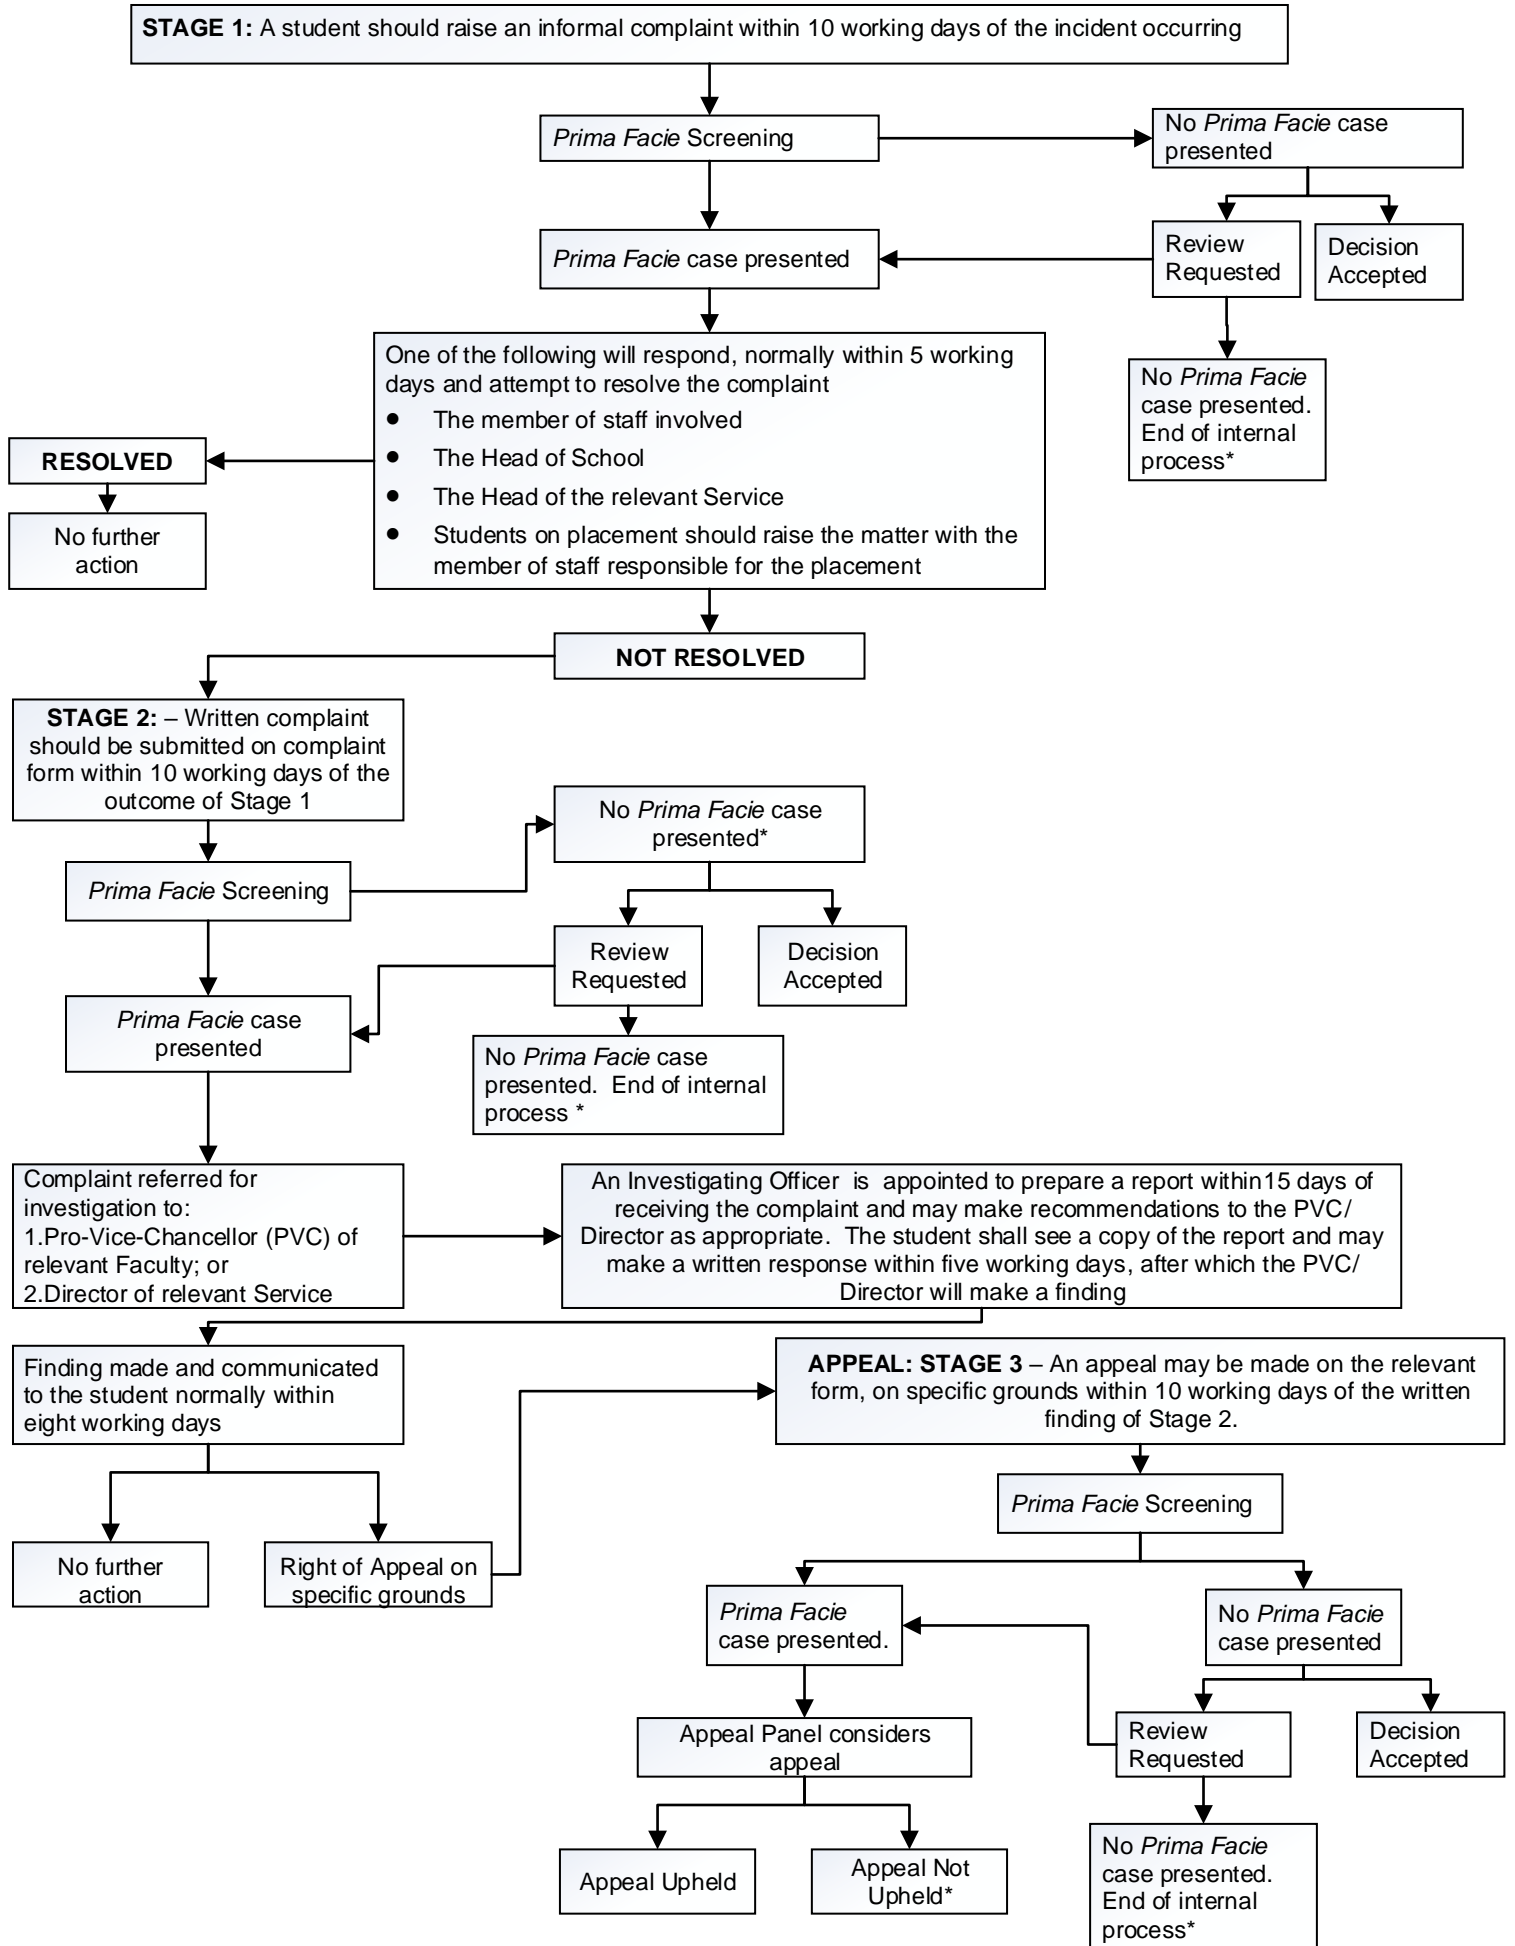 STAGE 1: A student should raise an informal complaint within 10 working days of the incident occurring
Prima Facie Screening
No Prima Facie case
presented
Prima Facie case presented
Review
Requested
Decision
Accepted
No Prima Facie
case presented.
End of internal
process*
One of the following will respond, normally within 5 working
days and attempt to resolve the complaint
● The member of staff involved
● The Head of School
● The Head of the relevant Service
● Students on placement should raise the matter with the
member of staff responsible for the placement
RESOLVED
No further
action
NOT RESOLVED
STAGE 2: – Written complaint
should be submitted on complaint
form within 10 working days of the
outcome of Stage 1
Prima Facie Screening
No Prima Facie case
presented*
Review
Requested
Decision
Accepted
Prima Facie case
presented
No Prima Facie case
presented. End of internal
process *
Complaint referred for
investigation to:
1.Pro-Vice-Chancellor (PVC) of
relevant Faculty; or
2.Director of relevant Service
An Investigating Officer is appointed to prepare a report within15 days of
receiving the complaint and may make recommendations to the PVC/
Director as appropriate. The student shall see a copy of the report and may
make a written response within five working days, after which the PVC/
Director will make a finding
Finding made and communicated
to the student normally within
eight working days
No further
action
Right of Appeal on
specific grounds
APPEAL: STAGE 3 – An appeal may be made on the relevant
form, on specific grounds within 10 working days of the written
finding of Stage 2.
Prima Facie Screening
Prima Facie
case presented.
No Prima Facie
case presented
Appeal Panel considers
appeal
Review
Requested
Decision
Accepted
Appeal Upheld
Appeal Not
Upheld*
No Prima Facie
case presented.
End of internal
process*